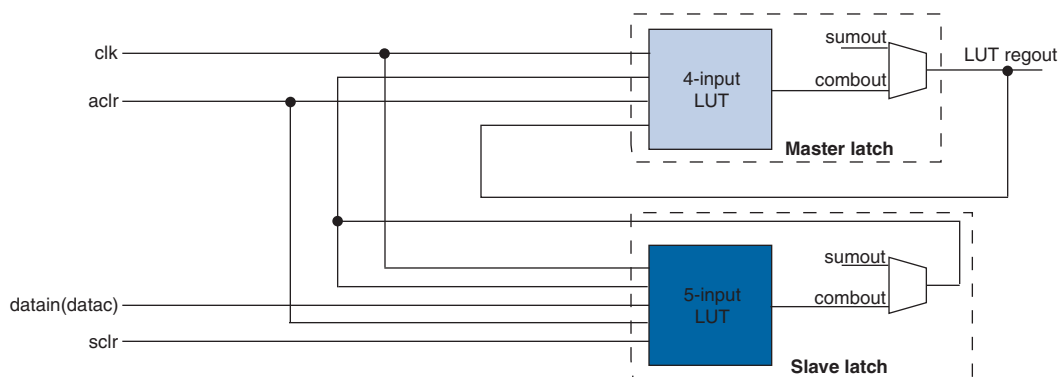 clk
aclr
4-input
LUT
sumout
combout
LUT regout
Master latch
datain(datac)
sclr
5-input
LUT
sumout
combout
Slave latch